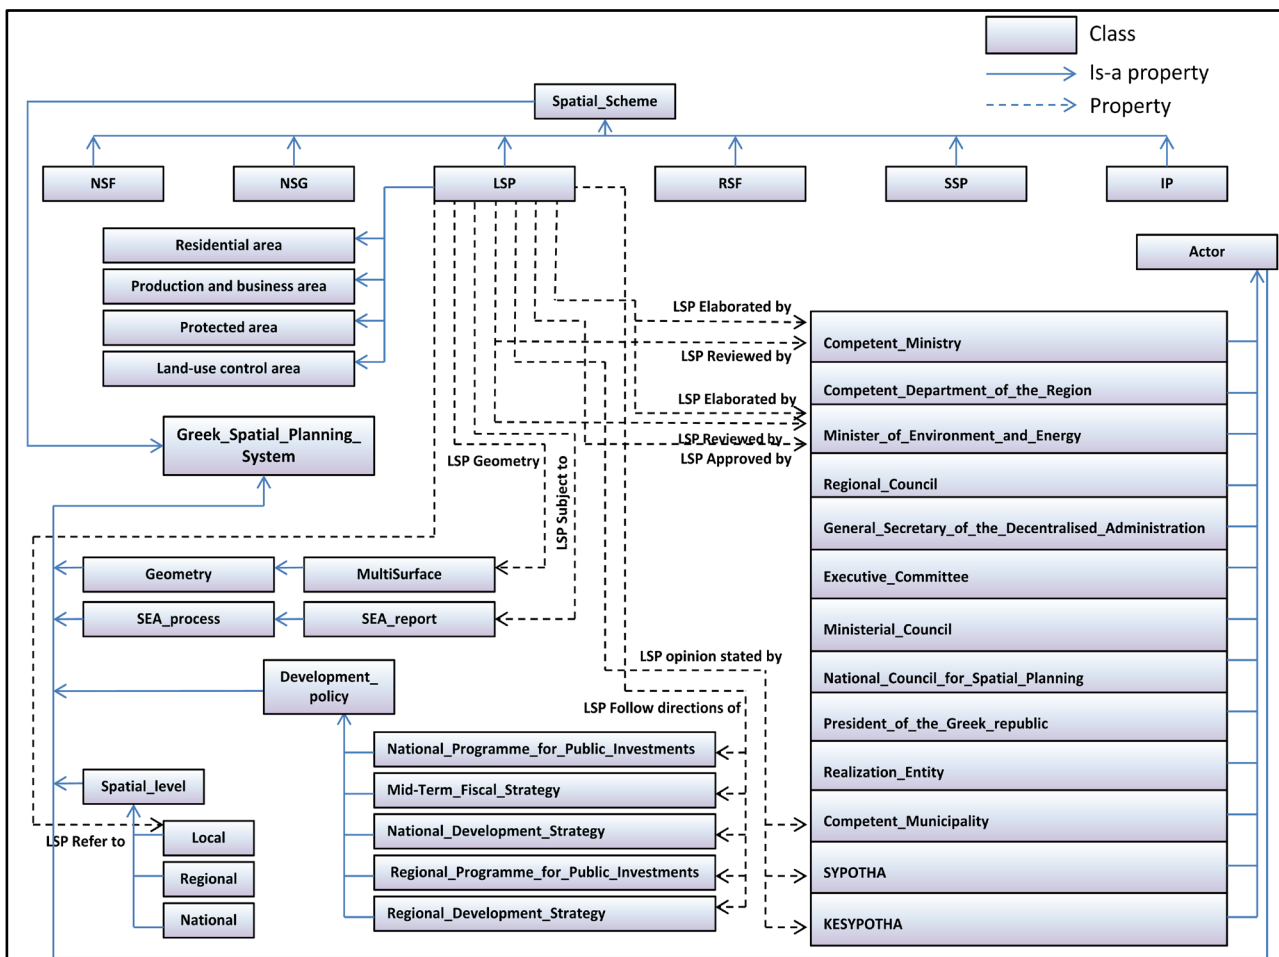 Class
Is-a property
Property
Spatial_Scheme
NSF
NSG
LSP
RSF
SSP
IP
Residential area
Production and business area
Protected area
Land-use control area
Actor
LSP Elaborated by
LSP Reviewed by
LSP Elaborated by
LSP Reviewed by
LSP Approved by
Competent_Ministry
Competent_Department_of_the_Region
Minister_of_Environment_and_Energy
Regional_Council
General_Secretary_of_the_Decentralised_Administration
Executive_Committee
Ministerial_Council
National_Council_for_Spatial_Planning
President_of_the_Greek_republic
Realization_Entity
Competent_Municipality
SYPOTHA
KESYPOTHA
Greek_Spatial_Planning_
System
LSP Geometry
LSP Subject to
Geometry
MultiSurface
SEA_process
SEA_report
LSP opinion stated by
LSP Follow directions of
Development_
policy
National_Programme_for_Public_Investments
Mid-Term_Fiscal_Strategy
National_Development_Strategy
Regional_Programme_for_Public_Investments
Regional_Development_Strategy
Spatial_level
LSP Refer to
Local
Regional
National